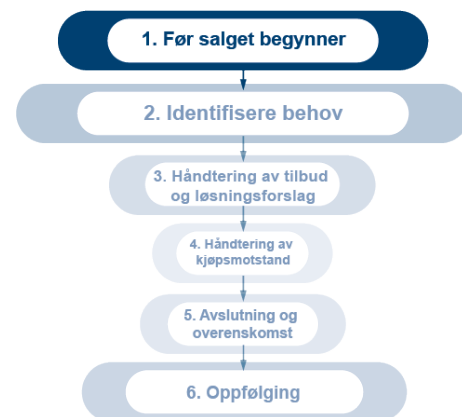 1. Før salget begynner
2. Identifisere behov
3. Håndtering av tilbud
og løsningsforslag
4. Håndtering av
kjøpsmotstand
5. Avslutning og
overenskomst
6. Oppfølging